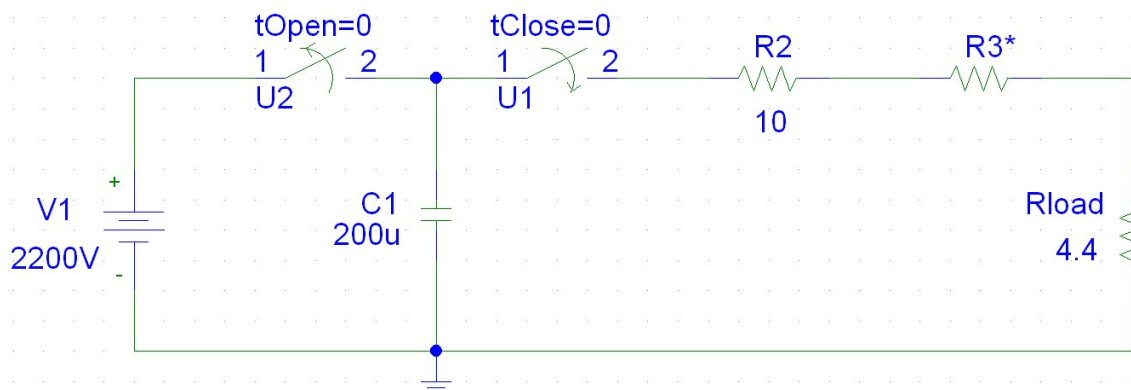 tOpen=0
tClose=0
1 2
U2
1 2
U1
R2
10
R3*
+
V1
2200V
-
C1
200u
Rload
4.4